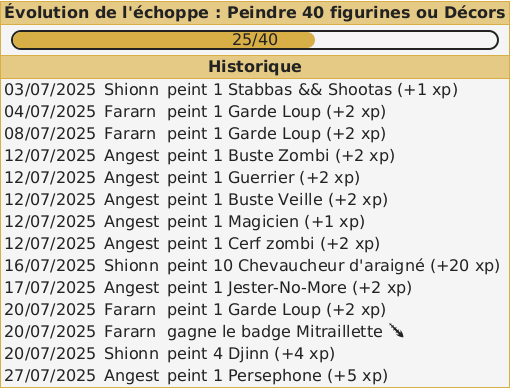 Évolution de l'échoppe : Peindre 40 figurines ou Décors
25/40
Historique
03/07/2025 Shionn peint 1 Stabbas && Shootas (+1 xp)
04/07/2025 Fararn peint 1 Garde Loup (+2 xp)
08/07/2025 Fararn peint 1 Garde Loup (+2 xp)
12/07/2025 Angest peint 1 Buste Zombi (+2 xp)
12/07/2025 Angest peint 1 Guerrier (+2 xp)
12/07/2025 Angest peint 1 Buste Veille (+2 xp)
12/07/2025 Angest peint 1 Magicien (+1 xp)
12/07/2025 Angest peint 1 Cerf zombi (+2 xp)
16/07/2025 Shionn peint 10 Chevaucheur d'araigné (+20 xp)
17/07/2025 Angest peint 1 Jester-No-More (+2 xp)
20/07/2025 Fararn peint 1 Garde Loup (+2 xp)
20/07/2025 Fararn gagne le badge Mitraillette
20/07/2025 Shionn peint 4 Djinn (+4 xp)
27/07/2025 Angest peint 1 Persephone (+5 xp)